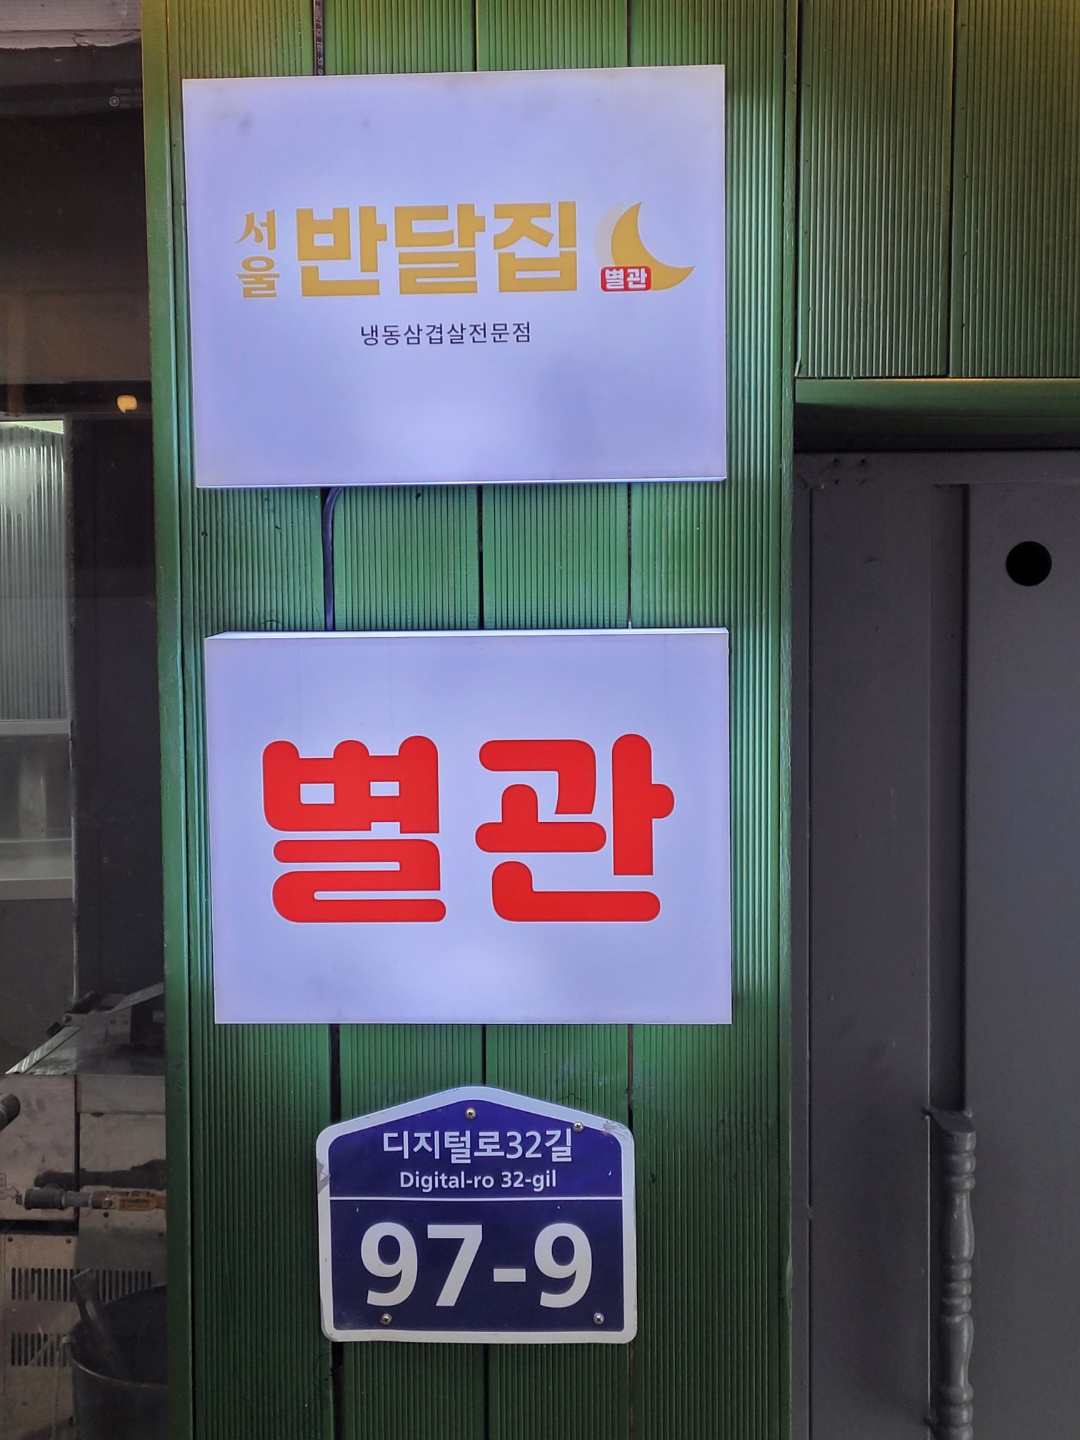 서울 반달집 별관
냉동삼겹살전문점
별관
디지털로32길
Digital-ro 32-gil
97-9